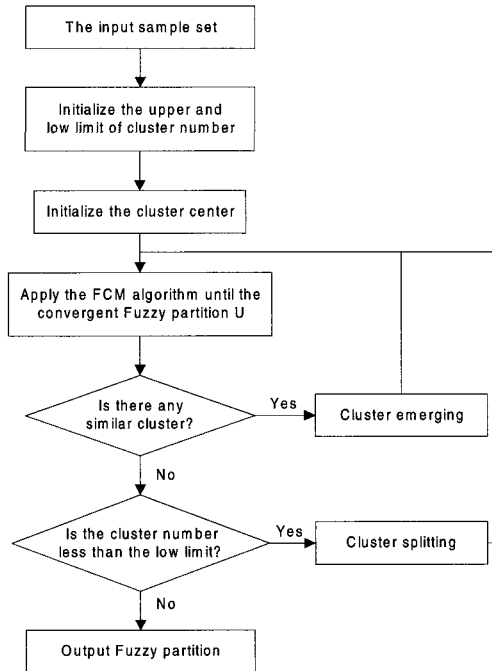 The input sample set
Initialize the upper and
low limit of cluster number
Initialize the cluster center
Apply the FCM algorithm until the
convergent Fuzzy partition U
Is there any
similar cluster?
Yes
Cluster emerging
No
Is the cluster number
less than the low limit?
Yes
Cluster splitting
No
Output Fuzzy partition